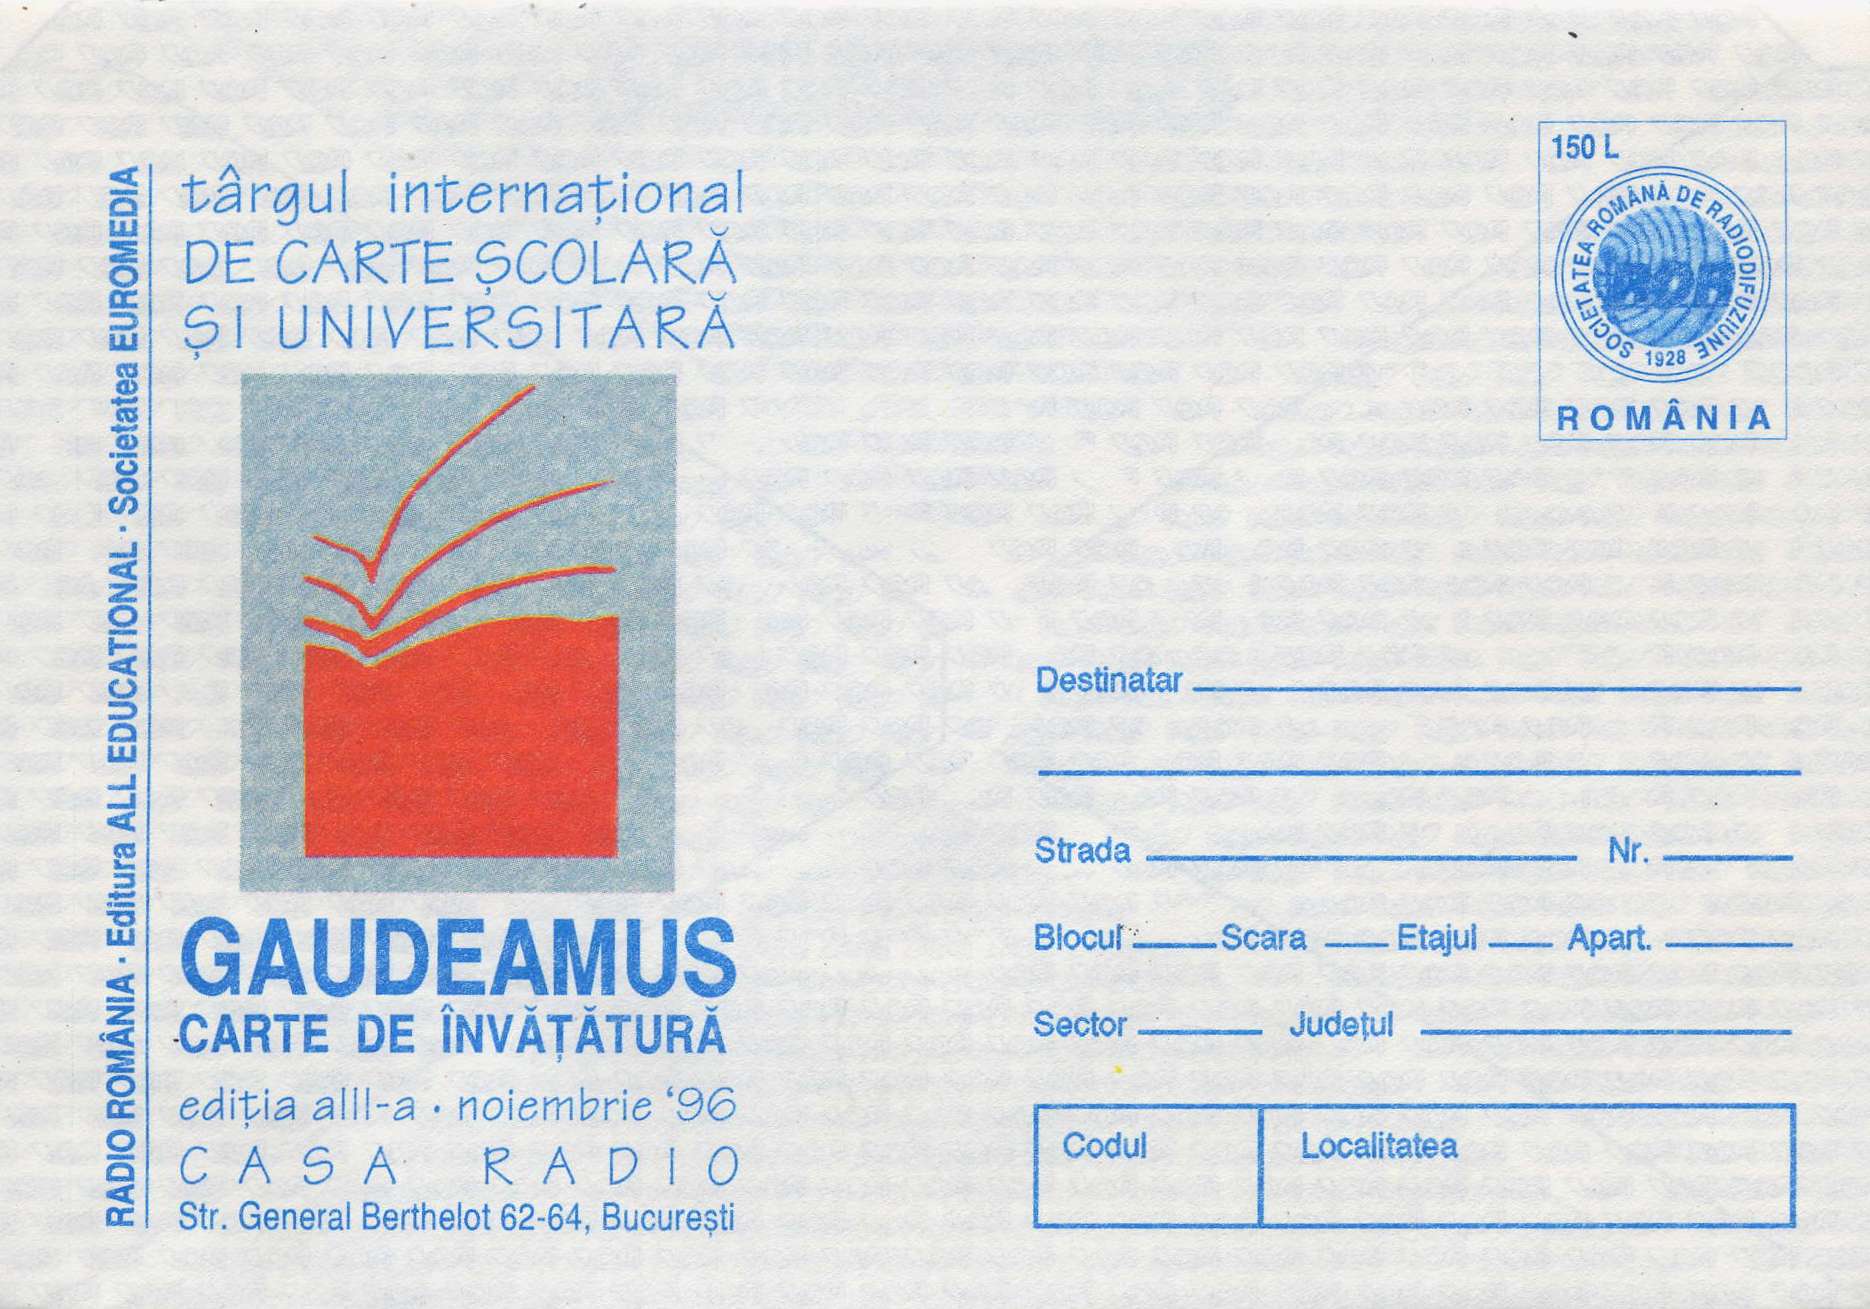 RADIO ROMÂNIA · Editura ALL EDUCATIONAL · Societatea EUROMEDIA
târgul internațional
DE CARTE ȘCOLARĂ
ȘI UNIVERSITARĂ
GAUDEAMUS
CARTE DE ÎNVĂȚĂTURĂ
ediția aIII-a · noiembrie '96
CASA RADIO
Str. General Berthelot 62-64, București
150 L
SOCIETATEA ROMÂNĂ DE RADIODIFUZIUNE
1928
ROMÂNIA
Destinatar
Strada Nr.
Blocul Scara Etajul Apart.
Sector Județul
Codul Localitatea